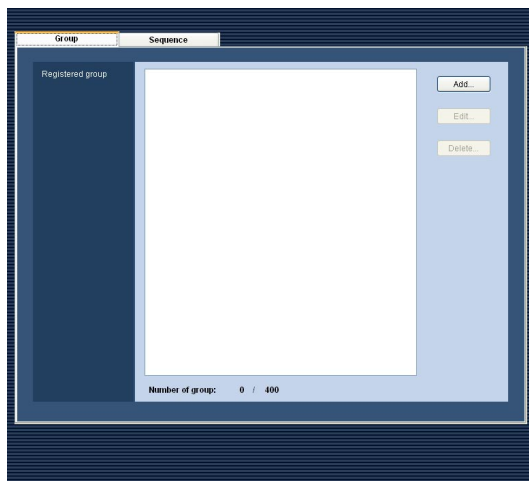 Group Sequence
Registered group
Add...
Edit...
Delete...
Number of group: 0 / 400